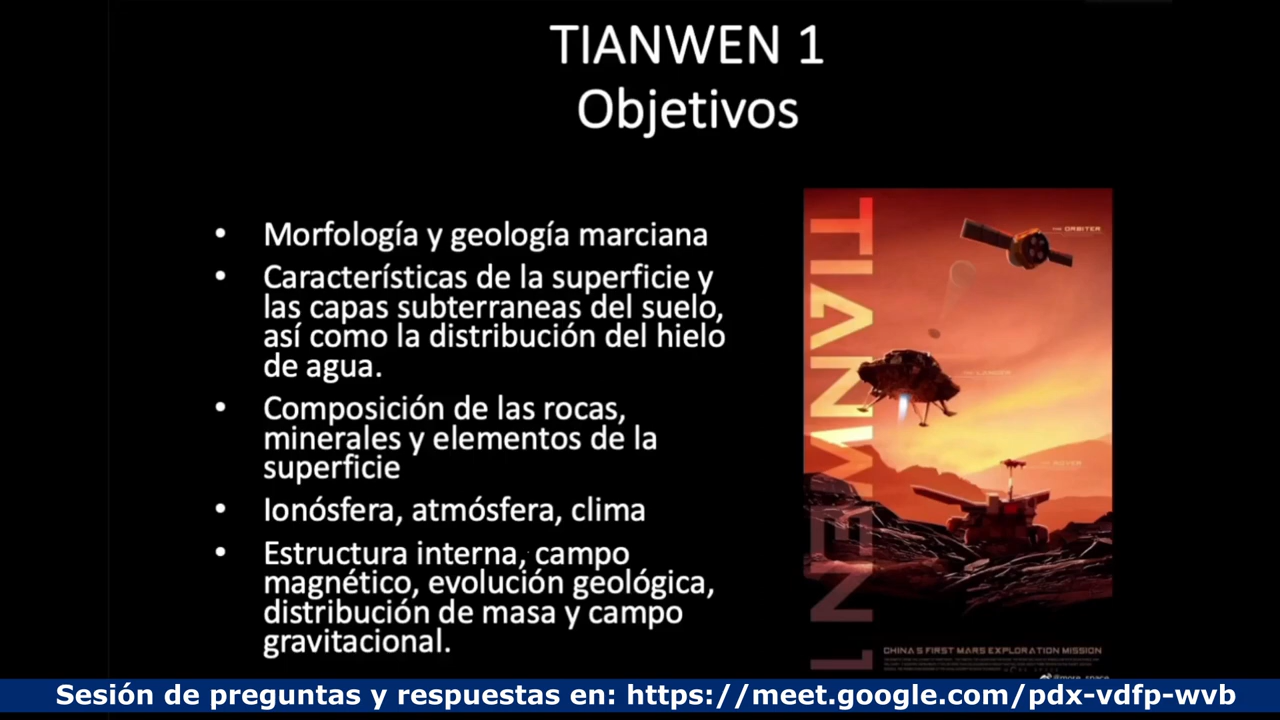 TIANWEN 1
Objetivos
• Morfología y geología marciana
• Características de la superficie y
las capas subterraneas del suelo,
así como la distribución del hielo
de agua.
• Composición de las rocas,
minerales y elementos de la
superficie
• Ionósfera, atmósfera, clima
• Estructura interna, campo
magnético, evolución geológica,
distribución de masa y campo
gravitacional.
TIANWEN 1
THE ORBITER
THE LANDER
THE ROVER
CHINA'S FIRST MARS EXPLORATION MISSION
@more_space
Sesión de preguntas y respuestas en: https://meet.google.com/pdx-vdfp-wvb